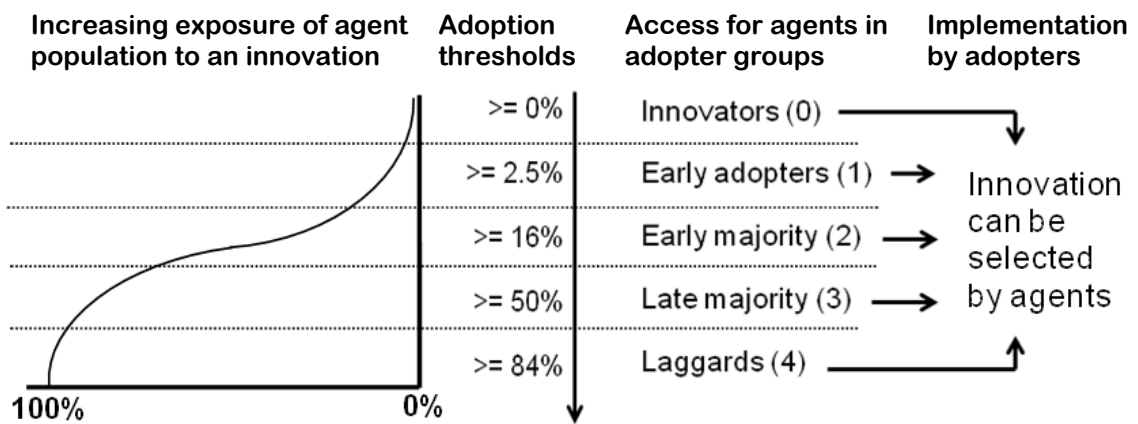 Increasing exposure of agent
population to an innovation
Adoption
thresholds
Access for agents in
adopter groups
Implementation
by adopters
>= 0%
Innovators (0)
>= 2.5%
Early adopters (1)
>= 16%
Early majority (2)
>= 50%
Late majority (3)
>= 84%
Laggards (4)
Innovation
can be
selected
by agents
100%
0%